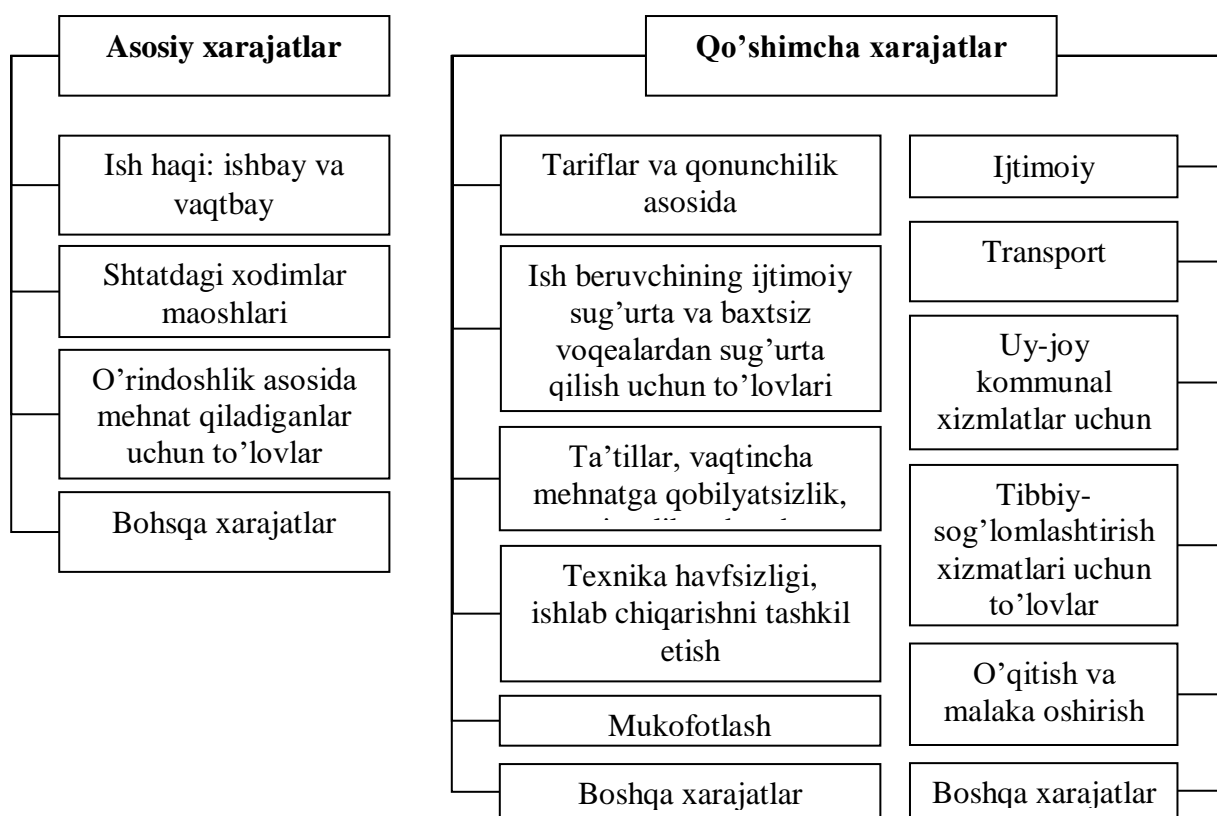 Asosiy xarajatlar
Ish haqi: ishbay va
vaqtbay
Shtatdagi xodimlar
maoshlari
O’rindoshlik asosida
mehnat qiladiganlar
uchun to’lovlar
Bohsqa xarajatlar
Qo’shimcha xarajatlar
Tariflar va qonunchilik
asosida
Ish beruvchining ijtimoiy
sug’urta va baxtsiz
voqealardan sug’urta
qilish uchun to’lovlari
Ta’tillar, vaqtincha
mehnatga qobilyatsizlik,
Texnika havfsizligi,
ishlab chiqarishni tashkil
etish
Mukofotlash
Boshqa xarajatlar
Ijtimoiy
Transport
Uy-joy
kommunal
xizmlatlar uchun
Tibbiy-
sog’lomlashtirish
xizmatlari uchun
to’lovlar
O’qitish va
malaka oshirish
Boshqa xarajatlar